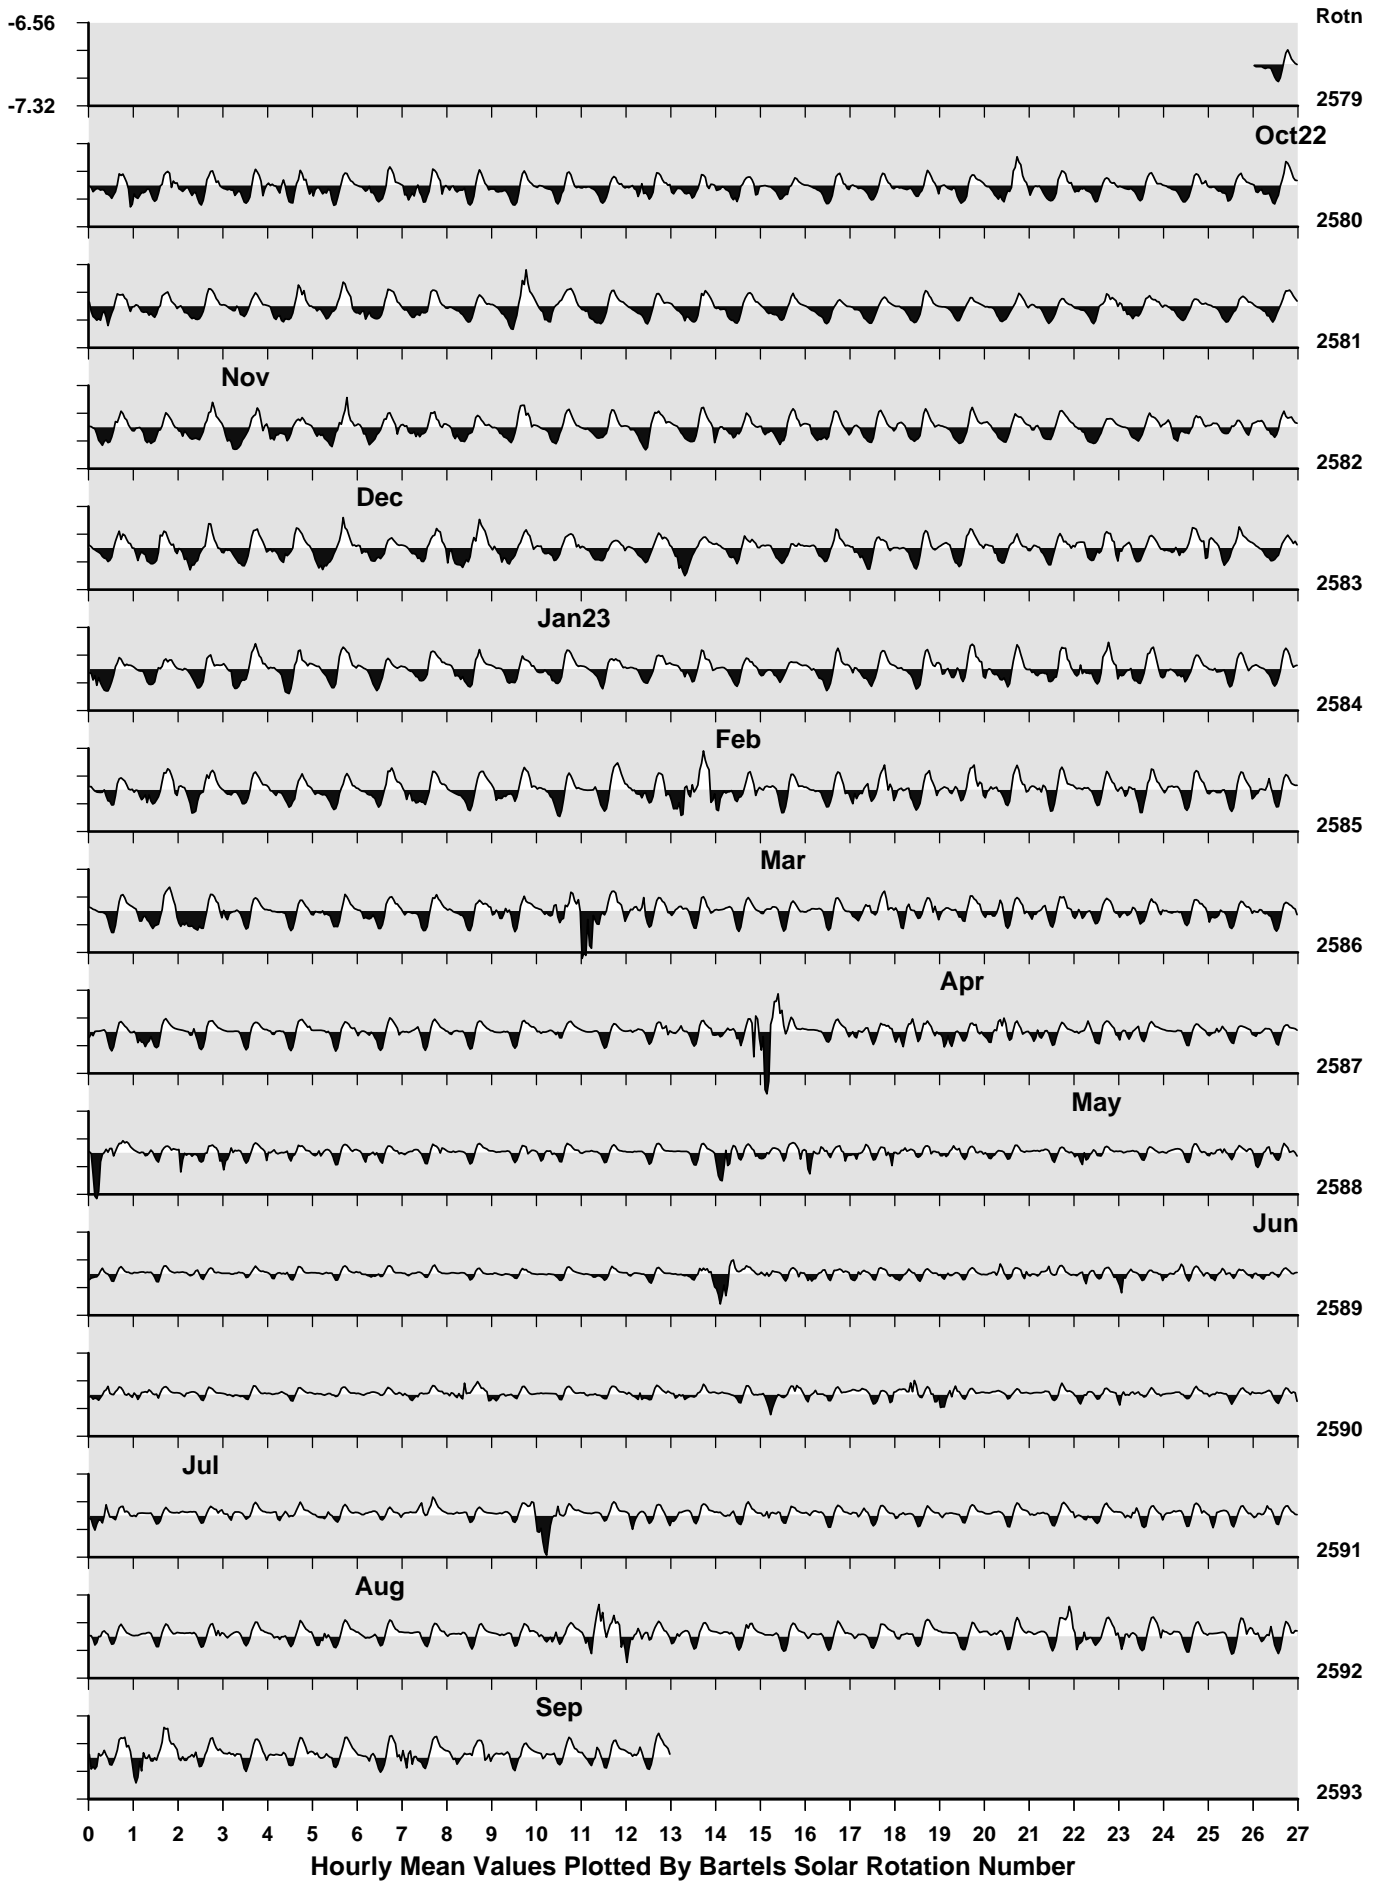 -6.56
Rotn
-7.32
2579
Oct22
2580
2581
Nov
2582
Dec
2583
Jan23
2584
Feb
2585
Mar
2586
Apr
2587
May
2588
Jun
2589
2590
Jul
2591
Aug
2592
Sep
2593
0 1 2 3 4 5 6 7 8 9 10 11 12 13 14 15 16 17 18 19 20 21 22 23 24 25 26 27
Hourly Mean Values Plotted By Bartels Solar Rotation Number